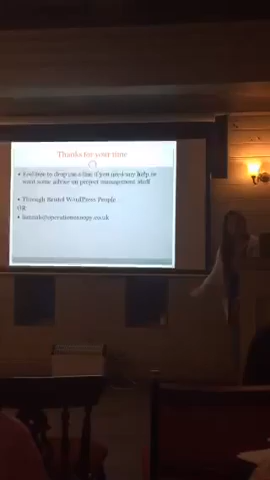 Thanks for your time
• Feel free to drop me a line if you need any help or
want some advice on project management stuff
• Through Bristol WordPress People
OR